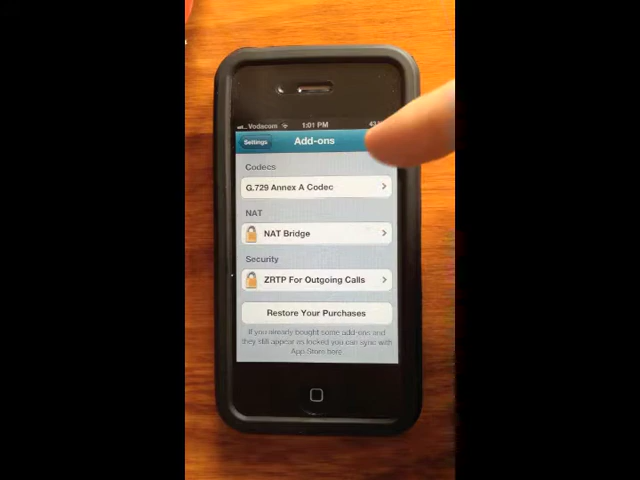 Vodacom 1:01 PM
Settings Add-ons
Codecs
G.729 Annex A Codec
NAT
NAT Bridge
Security
ZRTP For Outgoing Calls
Restore Your Purchases
If you already bought some add-ons and
they still appear as locked you can sync with
App Store here